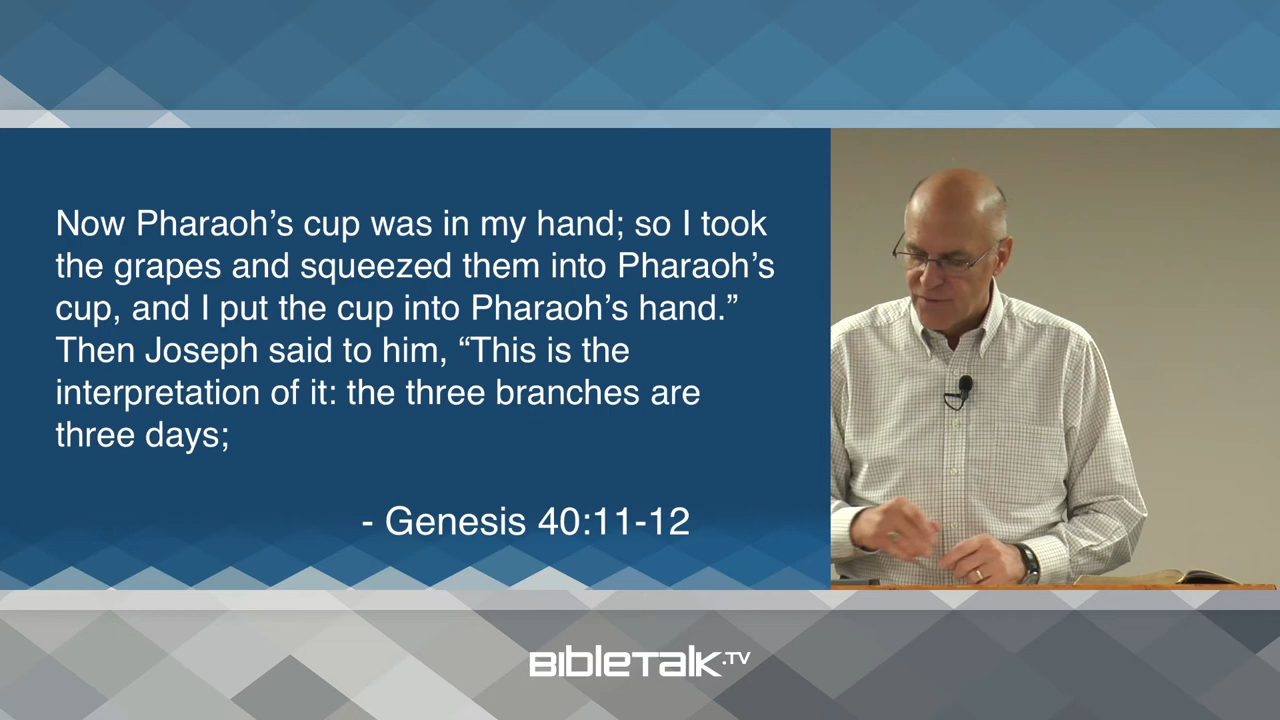 Now Pharaoh’s cup was in my hand; so I took
the grapes and squeezed them into Pharaoh’s
cup, and I put the cup into Pharaoh’s hand.”
Then Joseph said to him, “This is the
interpretation of it: the three branches are
three days;
- Genesis 40:11-12
BiBLETALK.TV